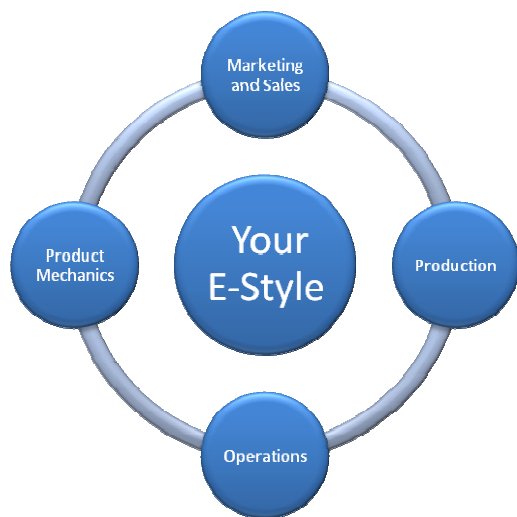 Marketing
and Sales
Product
Mechanics
Your
E-Style
Production
Operations